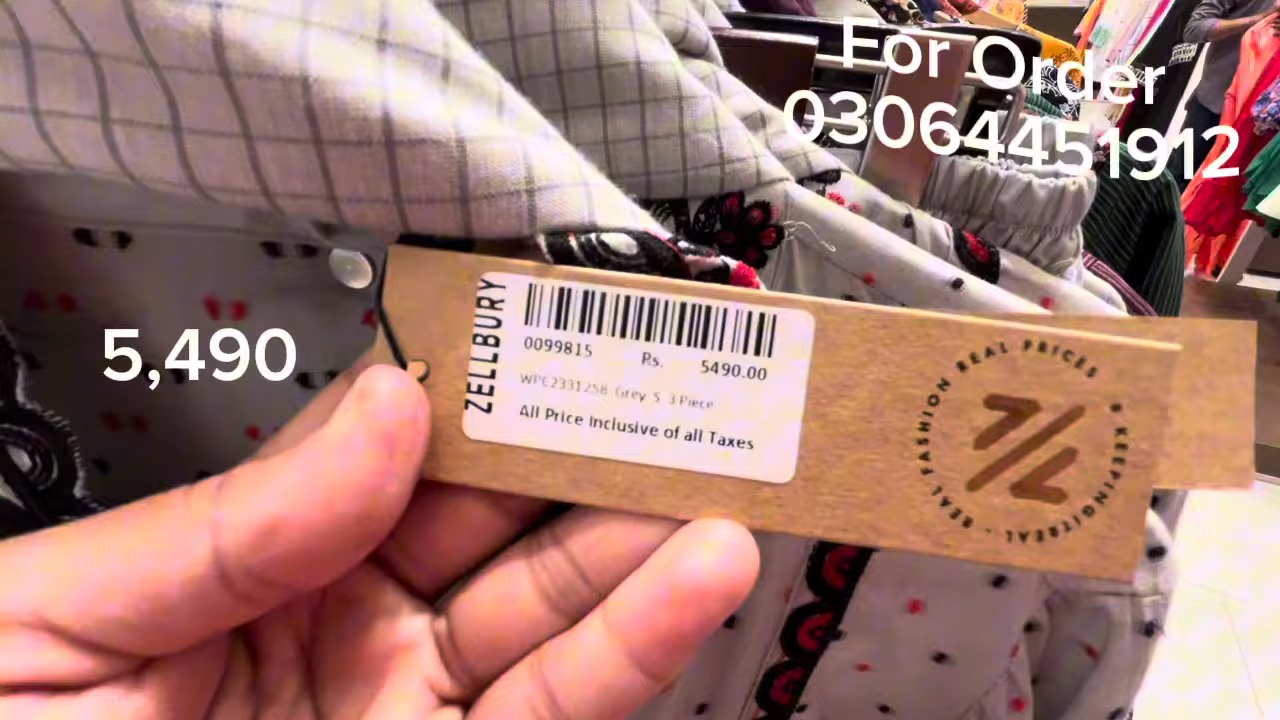 For Order
03064451912
5,490
ZELLBURY
0099815 Rs. 5490.00
WPC2331258 Grey S 3 Piece
All Price Inclusive of all Taxes
REAL FASHION REAL PRICES
# KEEPINGITREAL